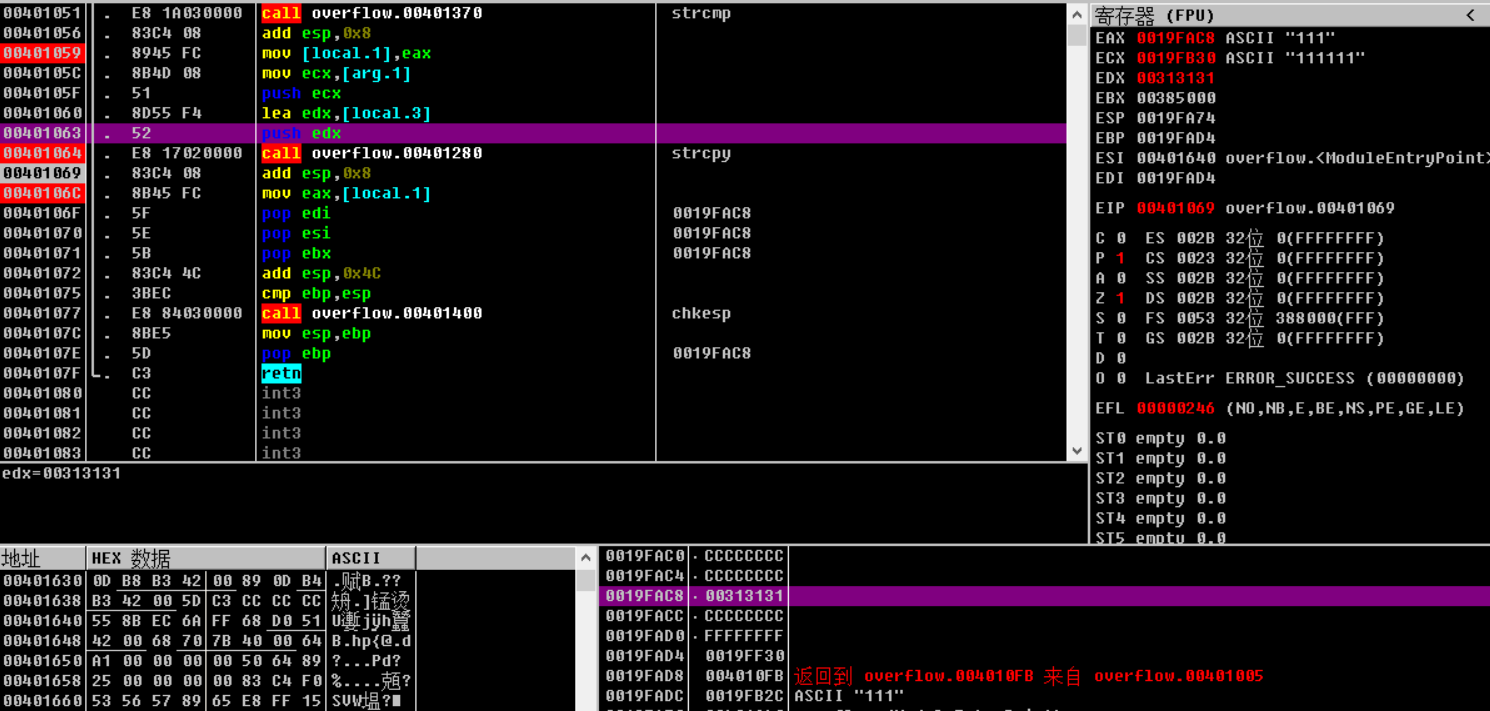 00401051 . E8 1A030000 call overflow.00401370 strcmp
00401056 . 83C4 08 add esp,0x8
00401059 . 8945 FC mov [local.1],eax
0040105C . 8B4D 08 mov ecx,[arg.1]
0040105F . 51 push ecx
00401060 . 8D55 F4 lea edx,[local.3]
00401063 . 52 push edx
00401064 . E8 17020000 call overflow.00401280 strcpy
00401069 . 83C4 08 add esp,0x8
0040106C . 8B45 FC mov eax,[local.1]
0040106F . 5F pop edi 0019FAC8
00401070 . 5E pop esi 0019FAC8
00401071 . 5B pop ebx 0019FAC8
00401072 . 83C4 4C add esp,0x4C
00401075 . 3BEC cmp ebp,esp
00401077 . E8 84030000 call overflow.00401400 chkesp
0040107C . 8BE5 mov esp,ebp
0040107E . 5D pop ebp 0019FAC8
0040107F . C3 retn
00401080 CC int3
00401081 CC int3
00401082 CC int3
00401083 CC int3
edx=00313131
寄存器 (FPU) <
EAX 0019FAC8 ASCII "111"
ECX 0019FB30 ASCII "111111"
EDX 00313131
EBX 00385000
ESP 0019FA74
EBP 0019FAD4
ESI 00401640 overflow.<ModuleEntryPoint>
EDI 0019FAD4
EIP 00401069 overflow.00401069
C 0 ES 002B 32位 0(FFFFFFFF)
P 1 CS 0023 32位 0(FFFFFFFF)
A 0 SS 002B 32位 0(FFFFFFFF)
Z 1 DS 002B 32位 0(FFFFFFFF)
S 0 FS 0053 32位 388000(FFF)
T 0 GS 002B 32位 0(FFFFFFFF)
D 0
O 0 LastErr ERROR_SUCCESS (00000000)
EFL 00000246 (NO,NB,E,BE,NS,PE,GE,LE)
ST0 empty 0.0
ST1 empty 0.0
ST2 empty 0.0
ST3 empty 0.0
ST4 empty 0.0
ST5 empty 0.0
地址 HEX 数据 ASCII
00401630 0D B8 B3 42 00 89 0D B4 .赋B.??
00401638 B3 42 00 5D C3 CC CC CC
00401640 55 8B EC 6A FF 68 D0 51
00401648 42 00 68 70 7B 40 00 64 B.hp{@.d
00401650 A1 00 00 00 00 50 64 89 ?...Pd?
00401658 25 00 00 00 00 83 C4 F0
00401660 53 56 57 89 65 E8 FF 15
0019FAC0 CCCCCCCC
0019FAC4 CCCCCCCC
0019FAC8 00313131
0019FACC CCCCCCCC
0019FAD0 FFFFFFFF
0019FAD4 0019FF30
0019FAD8 004010FB 返回到 overflow.004010FB 来自 overflow.00401005
0019FADC 0019FB2C ASCII "111"